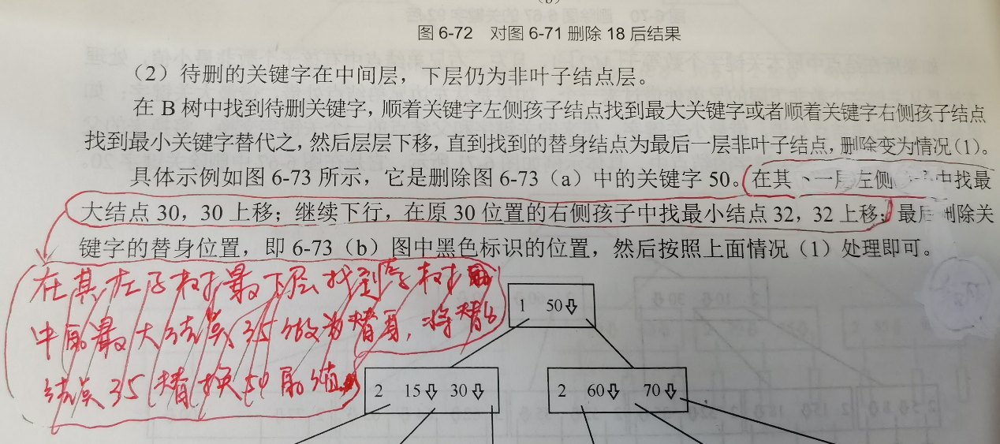 (b)
图 6-72 对图 6-71 删除 18 后结果
（2）待删的关键字在中间层，下层仍为非叶子结点层。
在 B 树中找到待删关键字，顺着关键字左侧孩子结点找到最大关键字或者顺着关键字右侧孩子结点
找到最小关键字替代之，然后层层下移，直到找到的替身结点为最后一层非叶子结点，删除变为情况（1）。
具体示例如图 6-73 所示，它是删除图 6-73（a）中的关键字 50。在其下一层左侧中找最
大结点 30，30 上移；继续下行，在原 30 位置的右侧孩子中找最小结点 32，32 上移；最后删除关
键字的替身位置，即 6-73（b）图中黑色标识的位置，然后按照上面情况（1）处理即可。
在其左子树最下层找到子树
中的最大结点35做为替身，将替身
结点35替换50的值
1 50
2 15 30
2 60 70